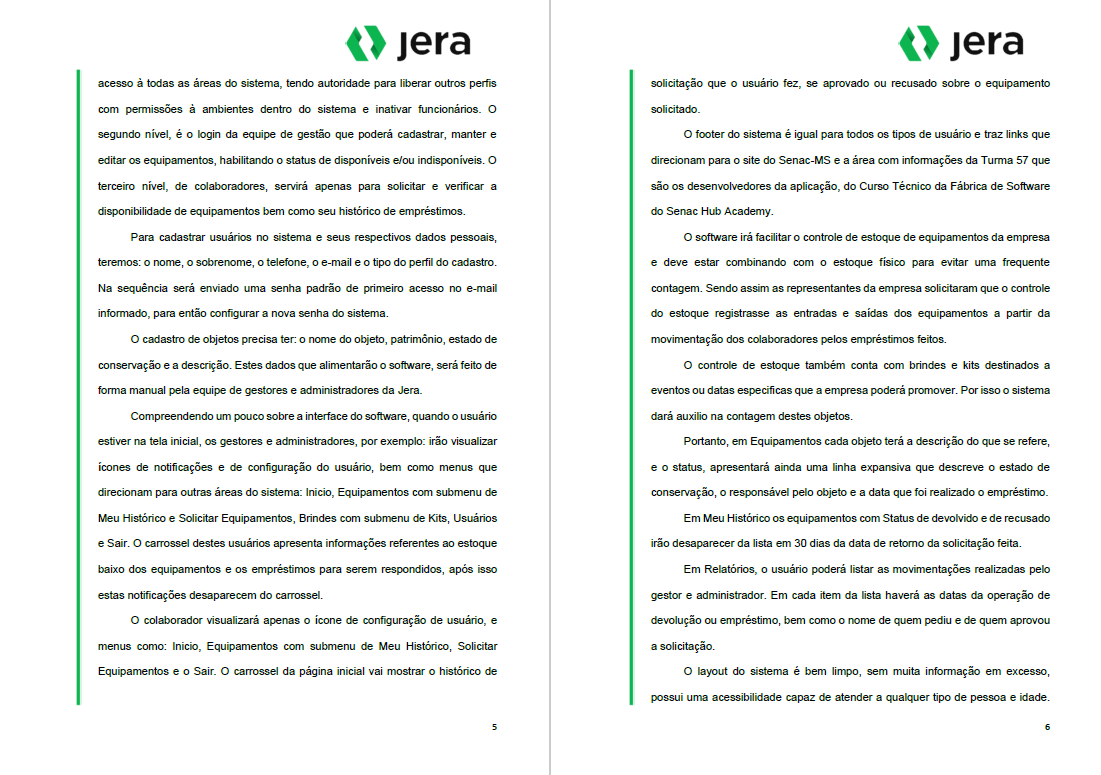 jera
acesso à todas as áreas do sistema, tendo autoridade para liberar outros perfis
com permissões à ambientes dentro do sistema e inativar funcionários. O
segundo nível, é o login da equipe de gestão que poderá cadastrar, manter e
editar os equipamentos, habilitando o status de disponíveis e/ou indisponíveis. O
terceiro nível, de colaboradores, servirá apenas para solicitar e verificar a
disponibilidade de equipamentos bem como seu histórico de empréstimos.
Para cadastrar usuários no sistema e seus respectivos dados pessoais,
teremos: o nome, o sobrenome, o telefone, o e-mail e o tipo do perfil do cadastro.
Na sequência será enviado uma senha padrão de primeiro acesso no e-mail
informado, para então configurar a nova senha do sistema.
O cadastro de objetos precisa ter: o nome do objeto, patrimônio, estado de
conservação e a descrição. Estes dados que alimentarão o software, será feito de
forma manual pela equipe de gestores e administradores da Jera.
Compreendendo um pouco sobre a interface do software, quando o usuário
estiver na tela inicial, os gestores e administradores, por exemplo: irão visualizar
ícones de notificações e de configuração do usuário, bem como menus que
direcionam para outras áreas do sistema: Inicio, Equipamentos com submenu de
Meu Histórico e Solicitar Equipamentos, Brindes com submenu de Kits, Usuários
e Sair. O carrossel destes usuários apresenta informações referentes ao estoque
baixo dos equipamentos e os empréstimos para serem respondidos, após isso
estas notificações desaparecem do carrossel.
O colaborador visualizará apenas o ícone de configuração de usuário, e
menus como: Inicio, Equipamentos com submenu de Meu Histórico, Solicitar
Equipamentos e o Sair. O carrossel da página inicial vai mostrar o histórico de
5
jera
solicitação que o usuário fez, se aprovado ou recusado sobre o equipamento
solicitado.
O footer do sistema é igual para todos os tipos de usuário e traz links que
direcionam para o site do Senac-MS e a área com informações da Turma 57 que
são os desenvolvedores da aplicação, do Curso Técnico da Fábrica de Software
do Senac Hub Academy.
O software irá facilitar o controle de estoque de equipamentos da empresa
e deve estar combinando com o estoque físico para evitar uma frequente
contagem. Sendo assim as representantes da empresa solicitaram que o controle
do estoque registrasse as entradas e saídas dos equipamentos a partir da
movimentação dos colaboradores pelos empréstimos feitos.
O controle de estoque também conta com brindes e kits destinados a
eventos ou datas especificas que a empresa poderá promover. Por isso o sistema
dará auxilio na contagem destes objetos.
Portanto, em Equipamentos cada objeto terá a descrição do que se refere,
e o status, apresentará ainda uma linha expansiva que descreve o estado de
conservação, o responsável pelo objeto e a data que foi realizado o empréstimo.
Em Meu Histórico os equipamentos com Status de devolvido e de recusado
irão desaparecer da lista em 30 dias da data de retorno da solicitação feita.
Em Relatórios, o usuário poderá listar as movimentações realizadas pelo
gestor e administrador. Em cada item da lista haverá as datas da operação de
devolução ou empréstimo, bem como o nome de quem pediu e de quem aprovou
a solicitação.
O layout do sistema é bem limpo, sem muita informação em excesso,
possui uma acessibilidade capaz de atender a qualquer tipo de pessoa e idade.
6